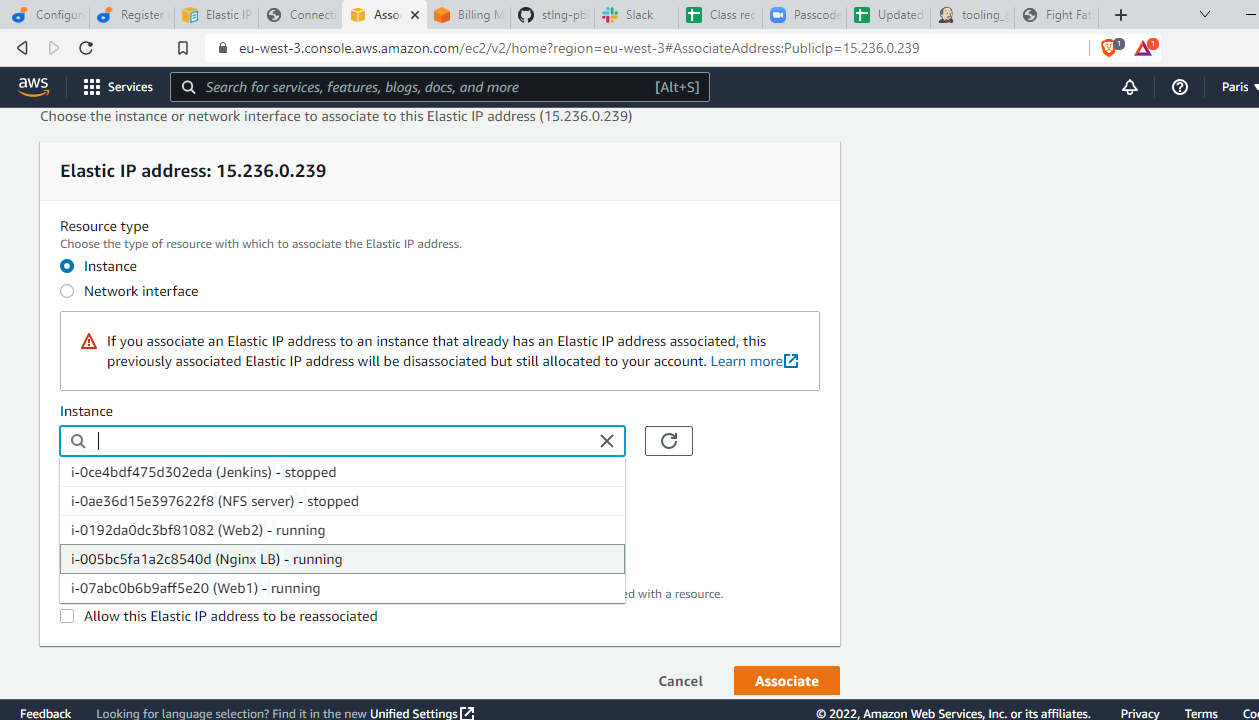 Configur
Register
Elastic IP
Connecti
Asso
Billing M
stlng-pbl
Slack
Class rec
Passcode
Updated
tooling_g
Fight Fat
eu-west-3.console.aws.amazon.com/ec2/v2/home?region=eu-west-3#AssociateAddress:PublicIp=15.236.0.239
1
1
aws
Services
Search for services, features, blogs, docs, and more
[Alt+S]
Paris
Choose the instance or network interface to associate to this Elastic IP address (15.236.0.239)
Elastic IP address: 15.236.0.239
Resource type
Choose the type of resource with which to associate the Elastic IP address.
Instance
Network interface
If you associate an Elastic IP address to an instance that already has an Elastic IP address associated, this
previously associated Elastic IP address will be disassociated but still allocated to your account. Learn more
Instance
i-0ce4bdf475d302eda (Jenkins) - stopped
i-0ae36d15e397622f8 (NFS server) - stopped
i-0192da0dc3bf81082 (Web2) - running
i-005bc5fa1a2c8540d (Nginx LB) - running
i-07abc0b6b9aff5e20 (Web1) - running
ed with a resource.
Allow this Elastic IP address to be reassociated
Cancel
Associate
Feedback
Looking for language selection? Find it in the new Unified Settings
© 2022, Amazon Web Services, Inc. or its affiliates.
Privacy
Terms
Co